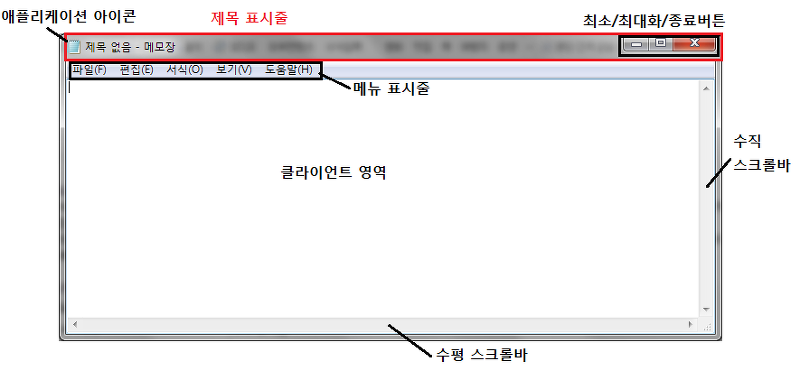 애플리케이션 아이콘
제목 표시줄
최소/최대화/종료버튼
제목 없음 - 메모장
파일(F) 편집(E) 서식(O) 보기(V) 도움말(H)
메뉴 표시줄
수직
스크롤바
클라이언트 영역
수평 스크롤바